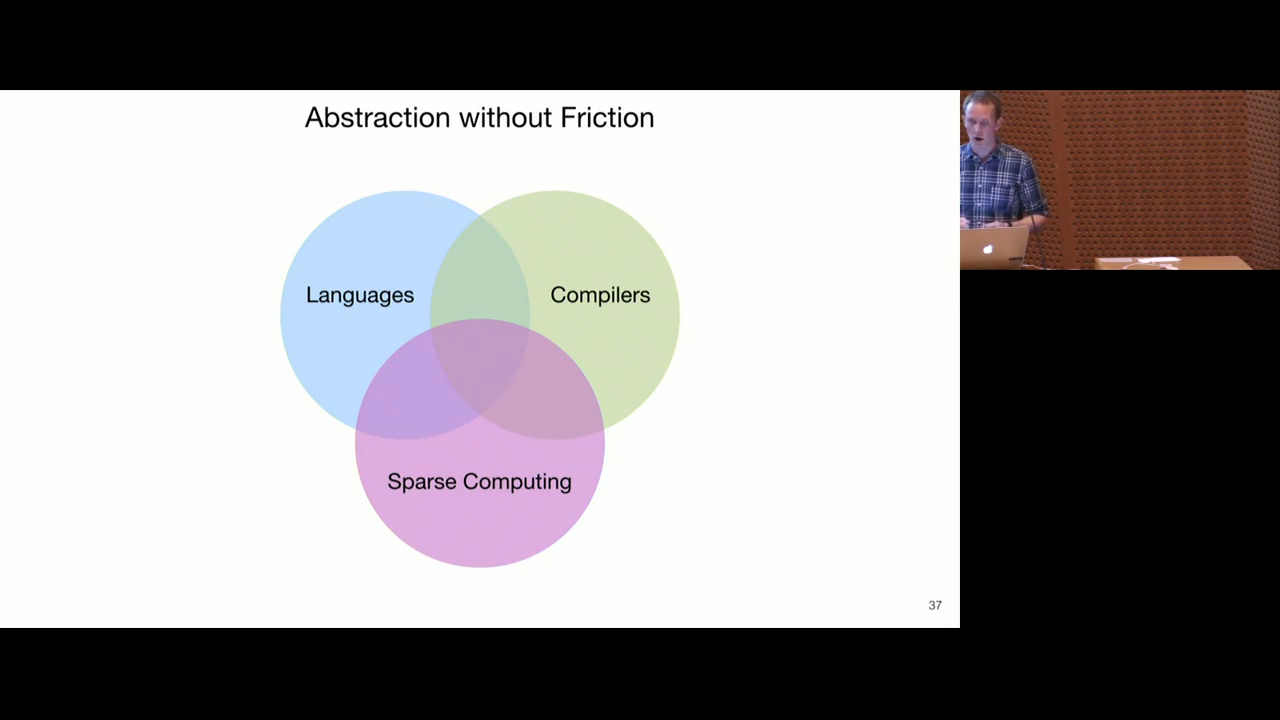 Abstraction without Friction
Languages
Compilers
Sparse Computing
37